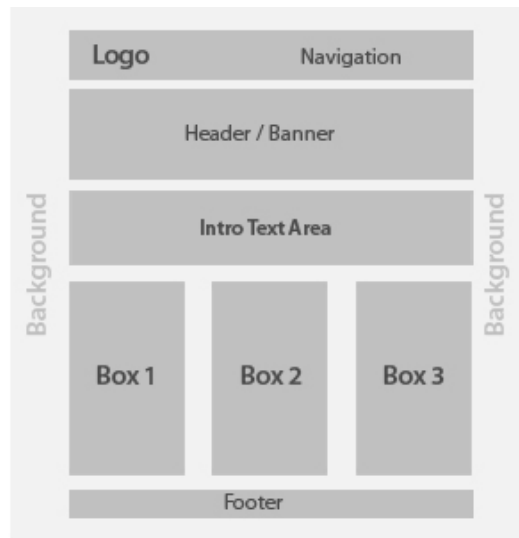 Logo
Navigation
Header / Banner
Intro Text Area
Background
Background
Box 1
Box 2
Box 3
Footer